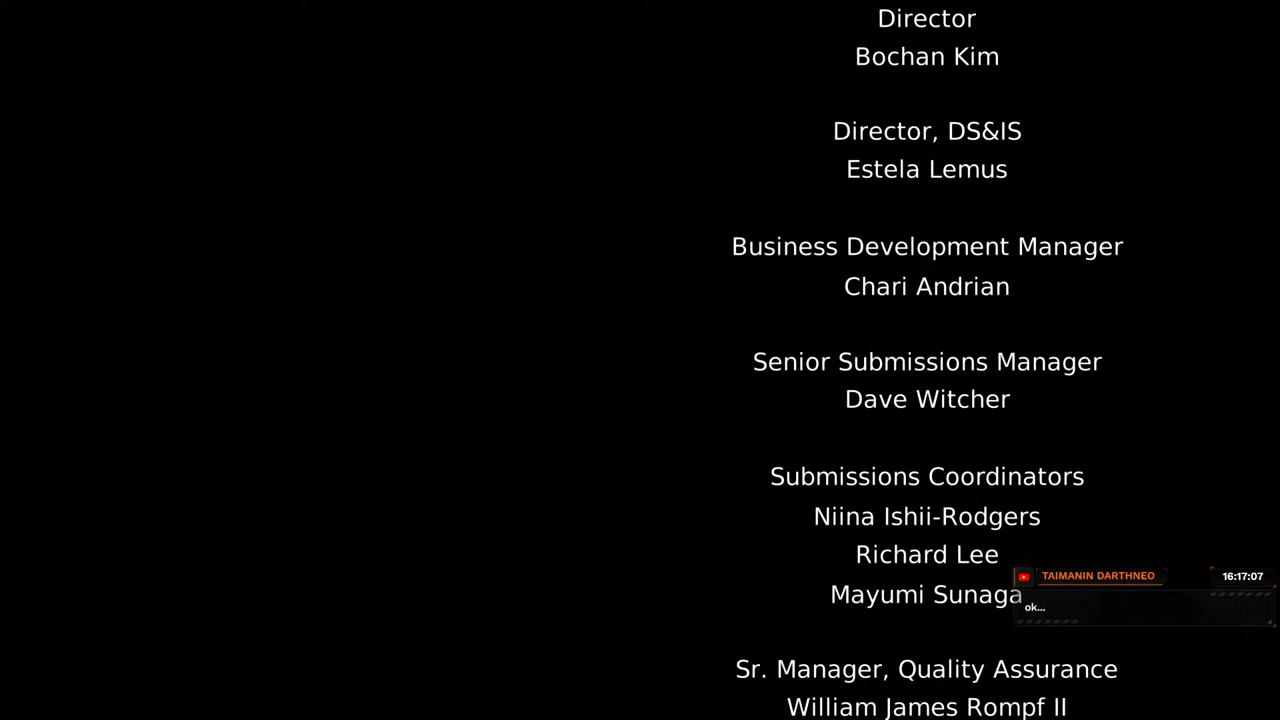 Director
Bochan Kim
Director, DS&IS
Estela Lemus
Business Development Manager
Chari Andrian
Senior Submissions Manager
Dave Witcher
Submissions Coordinators
Niina Ishii-Rodgers
Richard Lee
Mayumi Sunaga
TAIMANIN DARTHNEO
16:17:07
ok...
Sr. Manager, Quality Assurance
William James Rompf II